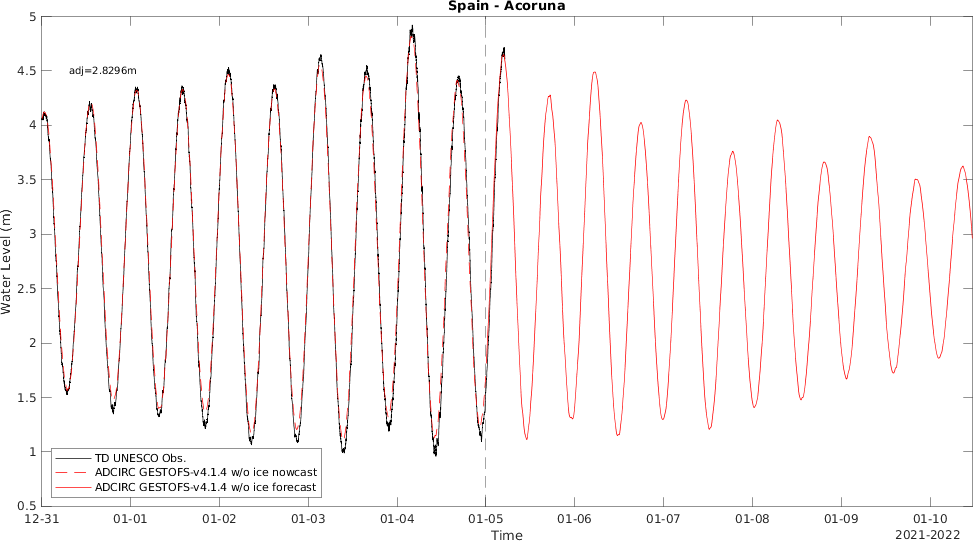 Spain - Acoruna
adj=2.8296m
Water Level (m)
5
4.5
4
3.5
3
2.5
2
1.5
1
0.5
TD UNESCO Obs.
ADCIRC GESTOFS-v4.1.4 w/o ice nowcast
ADCIRC GESTOFS-v4.1.4 w/o ice forecast
12-31 01-01 01-02 01-03 01-04 01-05 01-06 01-07 01-08 01-09 01-10
Time
2021-2022